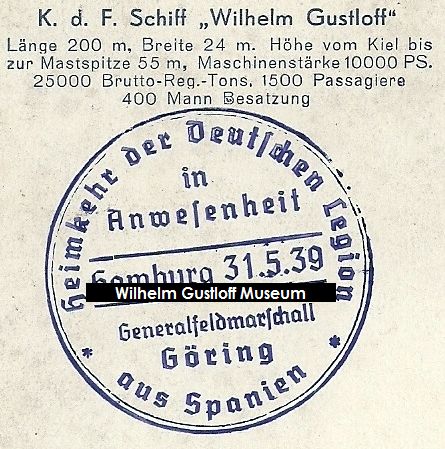 K. d. F. Schiff „Wilhelm Gustloff“
Länge 200 m, Breite 24 m. Höhe vom Kiel bis
zur Mastspitze 55 m, Maschinenstärke 10000 PS.
25000 Brutto-Reg.-Tons, 1500 Passagiere
400 Mann Besatzung
Heimkehr der Deutschen Legion
in
Anwesenheit
Hamburg 31.5.39
Wilhelm Gustloff Museum
Generalfeldmarschall
Göring
* aus Spanien *